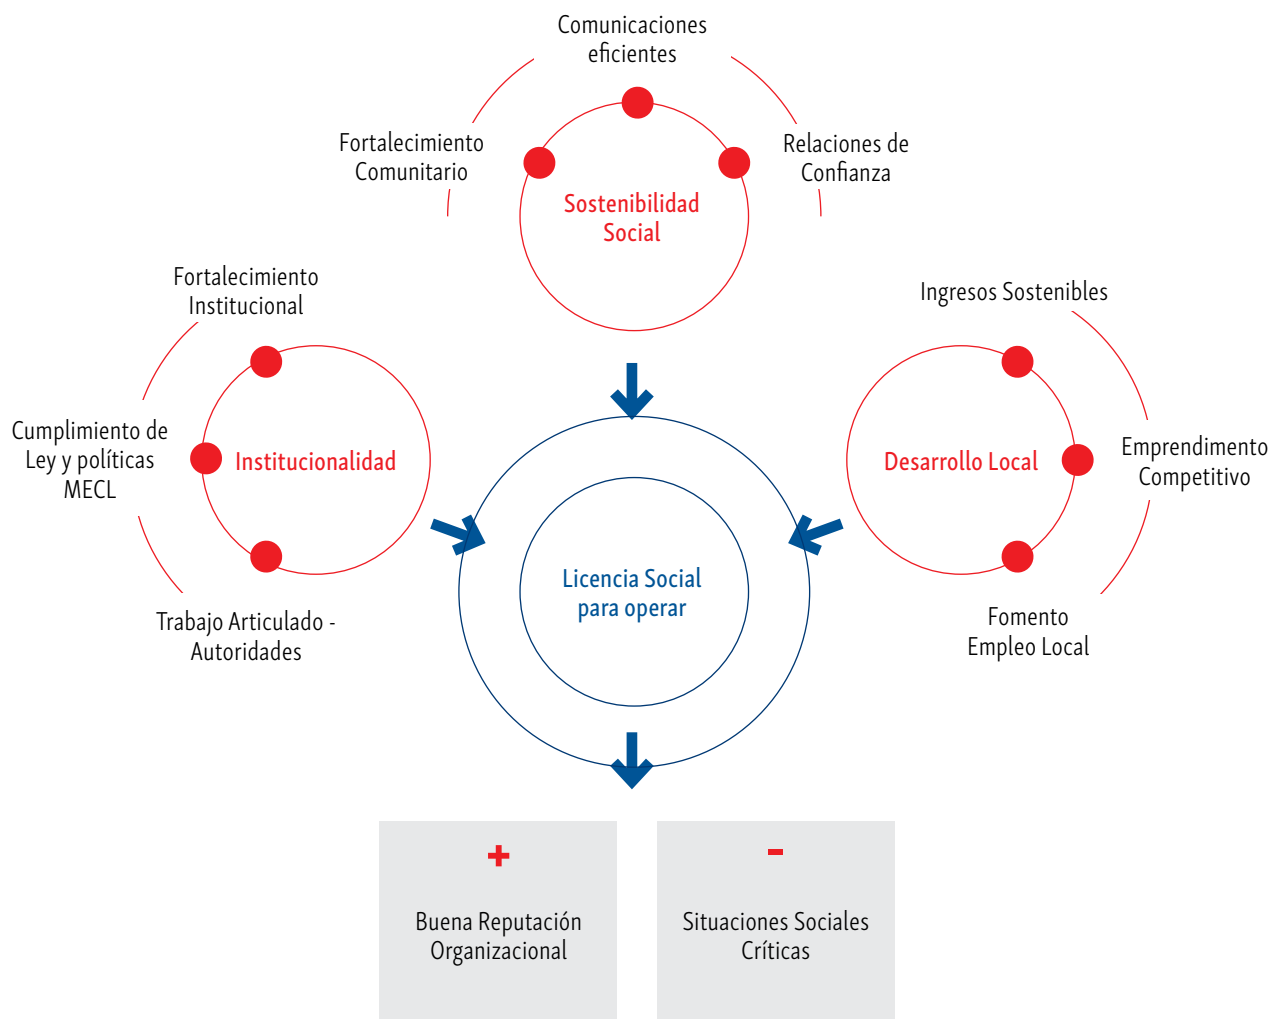 Comunicaciones
eficientes
Fortalecimiento
Comunitario
Relaciones de
Confianza
Sostenibilidad
Social
Fortalecimiento
Institucional
Cumplimiento de
Ley y políticas
MECL
Trabajo Articulado -
Autoridades
Institucionalidad
Ingresos Sostenibles
Emprendimento
Competitivo
Fomento
Empleo Local
Desarrollo Local
Licencia Social
para operar
+
Buena Reputación
Organizacional
-
Situaciones Sociales
Críticas